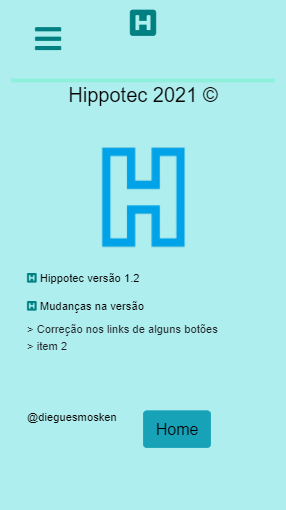 H
Hippotec 2021 ©
H
H Hippotec versão 1.2
H Mudanças na versão
> Correção nos links de alguns botões
> item 2
@dieguesmosken
Home